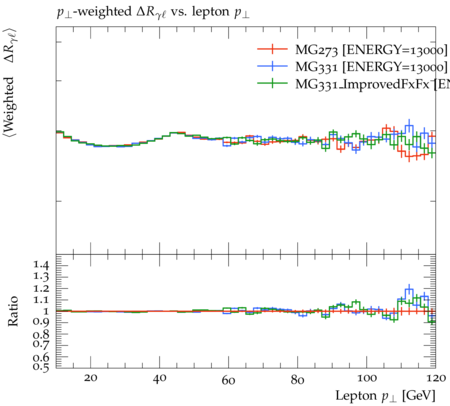 p⊥-weighted ΔRγℓ vs. lepton p⊥
⟨Weighted ΔRγℓ⟩
MG273 [ENERGY=13000]
MG331 [ENERGY=13000]
MG331_ImprovedFxFx [EN
Ratio
1.4
1.3
1.2
1.1
1
0.9
0.8
0.7
0.6
0.5
20 40 60 80 100 120
Lepton p⊥ [GeV]